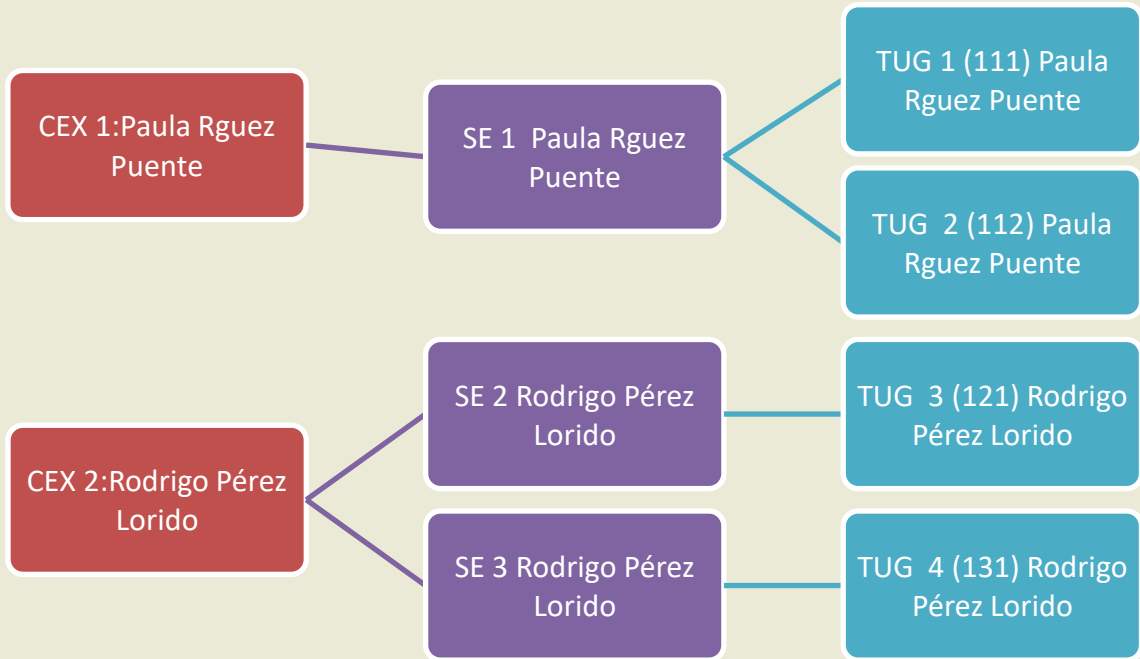 CEX 1:Paula Rguez
Puente
SE 1 Paula Rguez
Puente
TUG 1 (111) Paula
Rguez Puente
TUG 2 (112) Paula
Rguez Puente
CEX 2:Rodrigo Pérez
Lorido
SE 2 Rodrigo Pérez
Lorido
TUG 3 (121) Rodrigo
Pérez Lorido
SE 3 Rodrigo Pérez
Lorido
TUG 4 (131) Rodrigo
Pérez Lorido